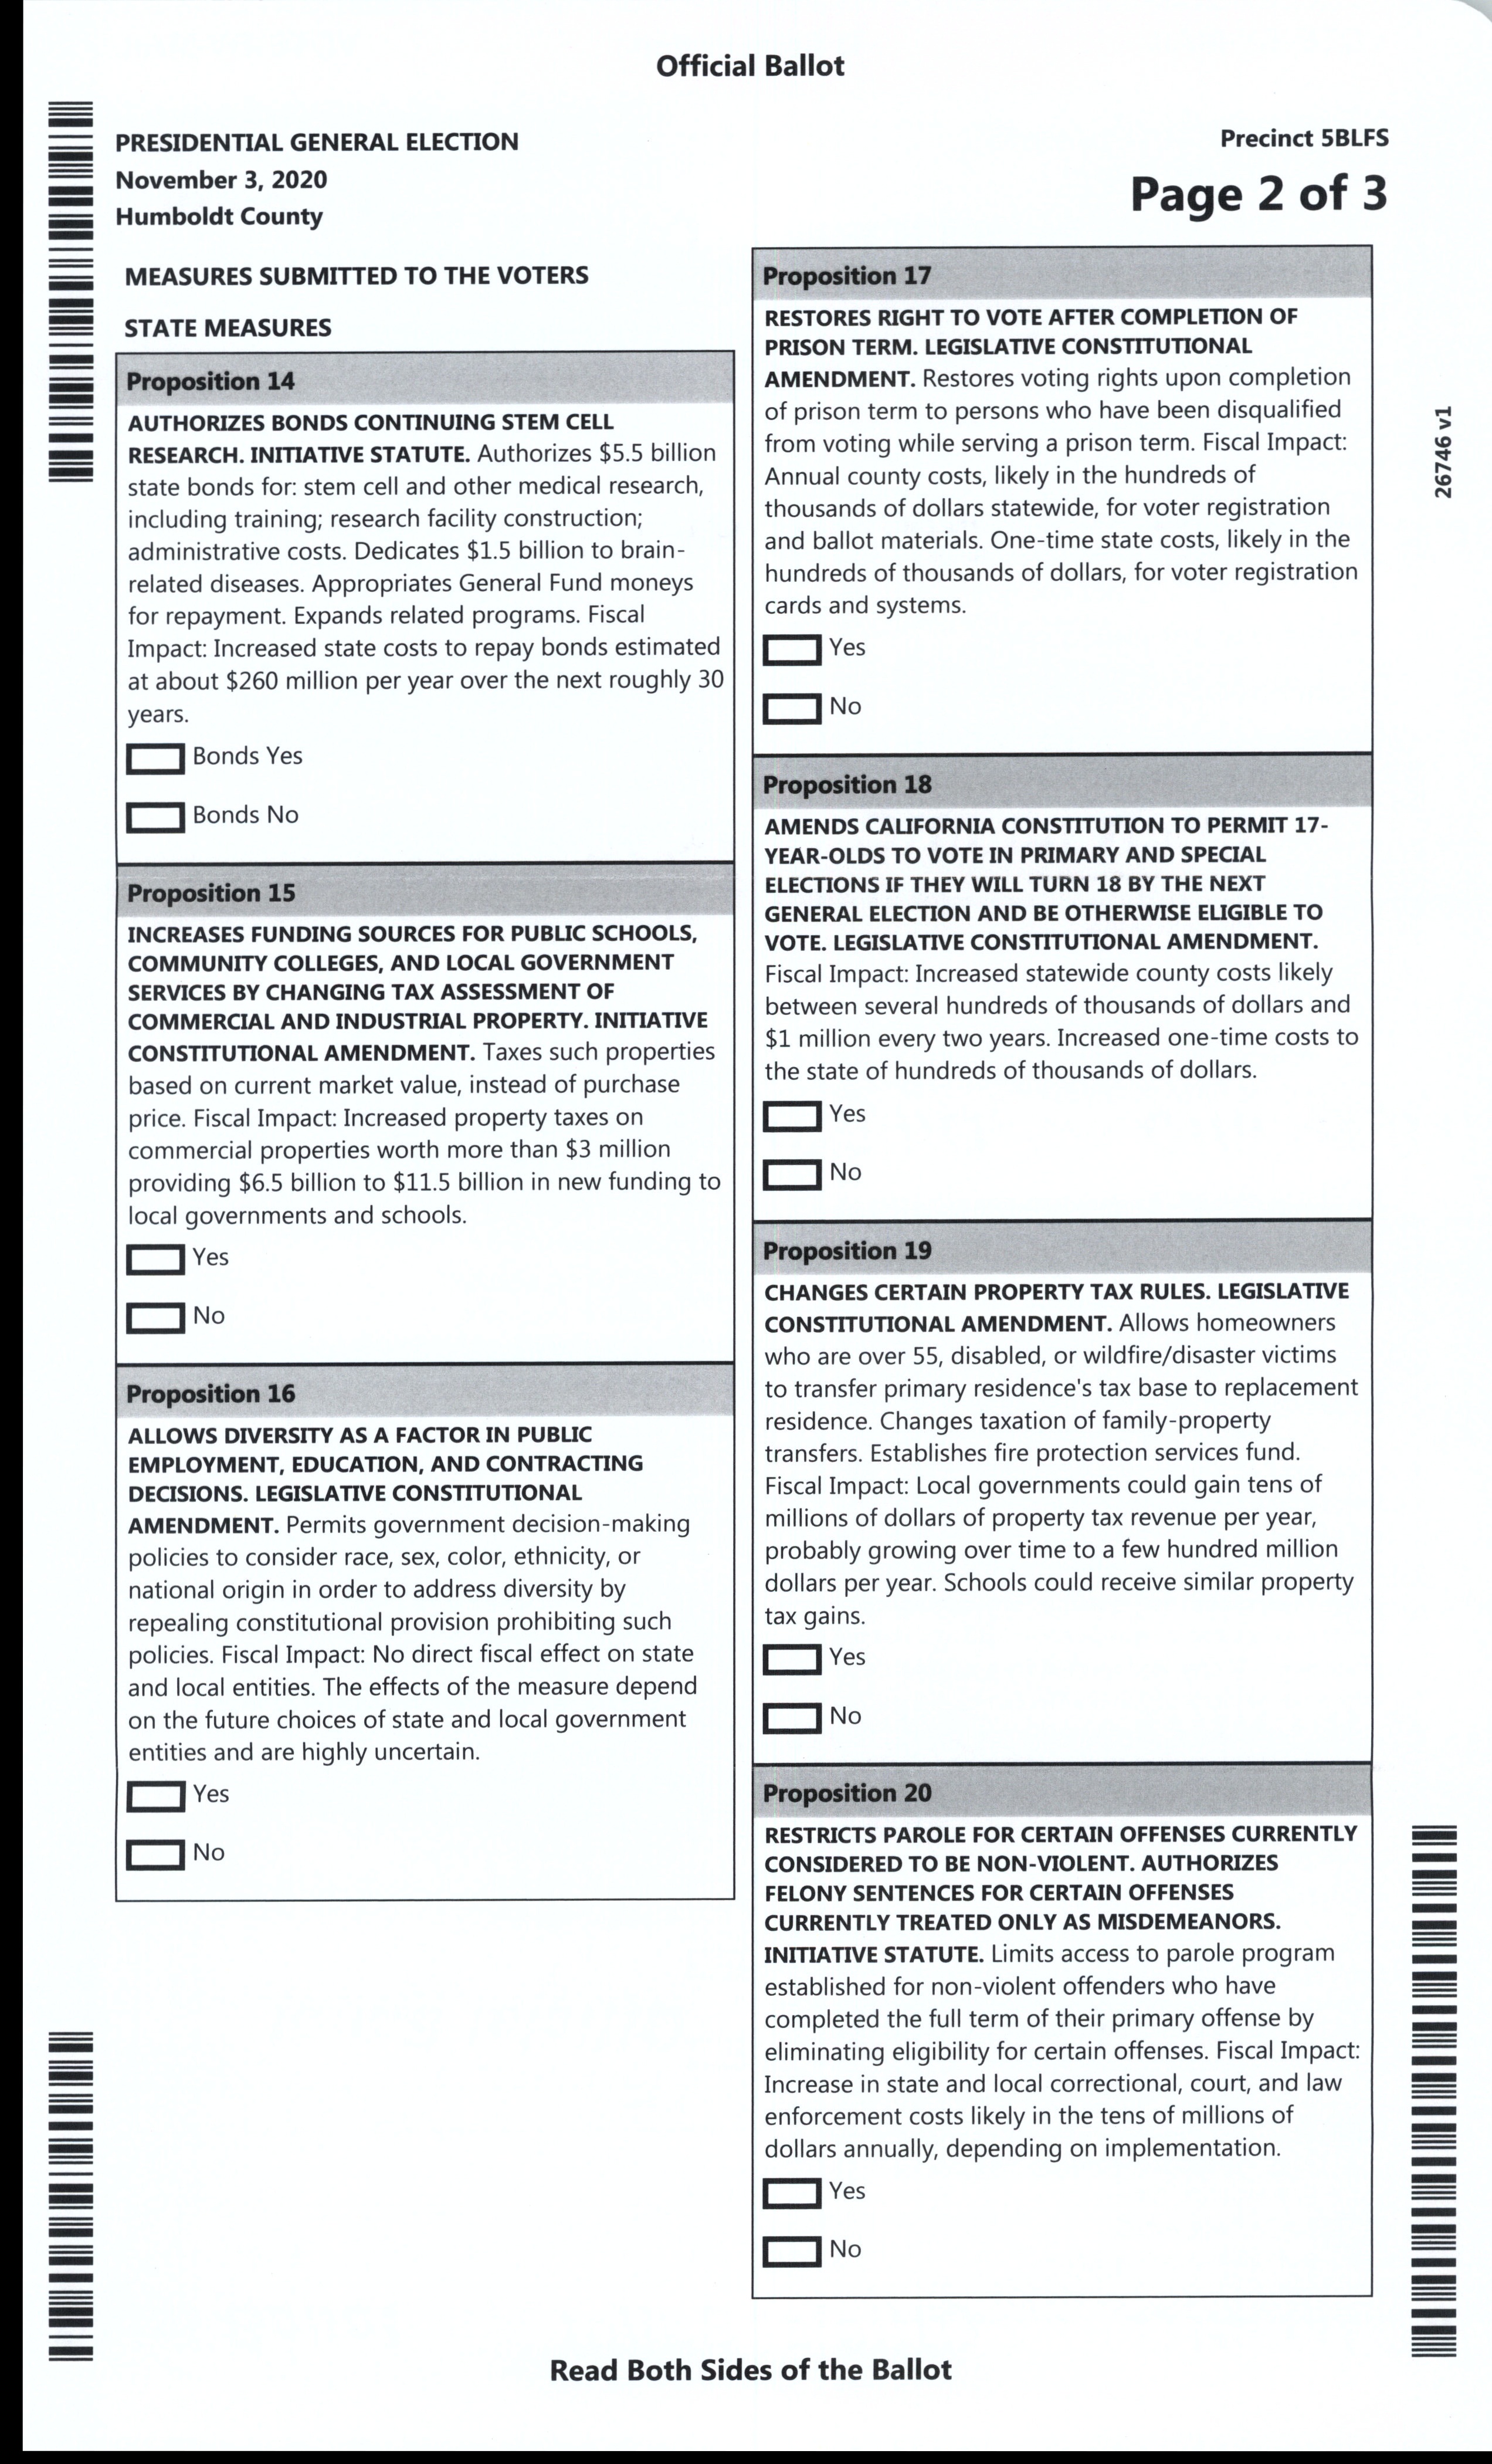 Official Ballot
PRESIDENTIAL GENERAL ELECTION
November 3, 2020
Humboldt County
Precinct 5BLFS
Page 2 of 3
MEASURES SUBMITTED TO THE VOTERS
STATE MEASURES
Proposition 14
AUTHORIZES BONDS CONTINUING STEM CELL
RESEARCH. INITIATIVE STATUTE. Authorizes $5.5 billion
state bonds for: stem cell and other medical research,
including training; research facility construction;
administrative costs. Dedicates $1.5 billion to brain-
related diseases. Appropriates General Fund moneys
for repayment. Expands related programs. Fiscal
Impact: Increased state costs to repay bonds estimated
at about $260 million per year over the next roughly 30
years.
Bonds Yes
Bonds No
Proposition 15
INCREASES FUNDING SOURCES FOR PUBLIC SCHOOLS,
COMMUNITY COLLEGES, AND LOCAL GOVERNMENT
SERVICES BY CHANGING TAX ASSESSMENT OF
COMMERCIAL AND INDUSTRIAL PROPERTY. INITIATIVE
CONSTITUTIONAL AMENDMENT. Taxes such properties
based on current market value, instead of purchase
price. Fiscal Impact: Increased property taxes on
commercial properties worth more than $3 million
providing $6.5 billion to $11.5 billion in new funding to
local governments and schools.
Yes
No
Proposition 16
ALLOWS DIVERSITY AS A FACTOR IN PUBLIC
EMPLOYMENT, EDUCATION, AND CONTRACTING
DECISIONS. LEGISLATIVE CONSTITUTIONAL
AMENDMENT. Permits government decision-making
policies to consider race, sex, color, ethnicity, or
national origin in order to address diversity by
repealing constitutional provision prohibiting such
policies. Fiscal Impact: No direct fiscal effect on state
and local entities. The effects of the measure depend
on the future choices of state and local government
entities and are highly uncertain.
Yes
No
Proposition 17
RESTORES RIGHT TO VOTE AFTER COMPLETION OF
PRISON TERM. LEGISLATIVE CONSTITUTIONAL
AMENDMENT. Restores voting rights upon completion
of prison term to persons who have been disqualified
from voting while serving a prison term. Fiscal Impact:
Annual county costs, likely in the hundreds of
thousands of dollars statewide, for voter registration
and ballot materials. One-time state costs, likely in the
hundreds of thousands of dollars, for voter registration
cards and systems.
Yes
No
Proposition 18
AMENDS CALIFORNIA CONSTITUTION TO PERMIT 17-
YEAR-OLDS TO VOTE IN PRIMARY AND SPECIAL
ELECTIONS IF THEY WILL TURN 18 BY THE NEXT
GENERAL ELECTION AND BE OTHERWISE ELIGIBLE TO
VOTE. LEGISLATIVE CONSTITUTIONAL AMENDMENT.
Fiscal Impact: Increased statewide county costs likely
between several hundreds of thousands of dollars and
$1 million every two years. Increased one-time costs to
the state of hundreds of thousands of dollars.
Yes
No
Proposition 19
CHANGES CERTAIN PROPERTY TAX RULES. LEGISLATIVE
CONSTITUTIONAL AMENDMENT. Allows homeowners
who are over 55, disabled, or wildfire/disaster victims
to transfer primary residence's tax base to replacement
residence. Changes taxation of family-property
transfers. Establishes fire protection services fund.
Fiscal Impact: Local governments could gain tens of
millions of dollars of property tax revenue per year,
probably growing over time to a few hundred million
dollars per year. Schools could receive similar property
tax gains.
Yes
No
Proposition 20
RESTRICTS PAROLE FOR CERTAIN OFFENSES CURRENTLY
CONSIDERED TO BE NON-VIOLENT. AUTHORIZES
FELONY SENTENCES FOR CERTAIN OFFENSES
CURRENTLY TREATED ONLY AS MISDEMEANORS.
INITIATIVE STATUTE. Limits access to parole program
established for non-violent offenders who have
completed the full term of their primary offense by
eliminating eligibility for certain offenses. Fiscal Impact:
Increase in state and local correctional, court, and law
enforcement costs likely in the tens of millions of
dollars annually, depending on implementation.
Yes
No
26746 v1
Read Both Sides of the Ballot